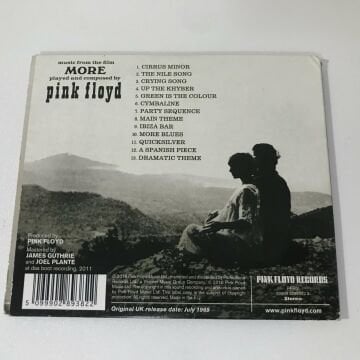 music from the film
MORE
played and composed by
pink floyd
1. CIRRUS MINOR
2. THE NILE SONG
3. CRYING SONG
4. UP THE KHYBER
5. GREEN IS THE COLOUR
6. CYMBALINE
7. PARTY SEQUENCE
8. MAIN THEME
9. IBIZA BAR
10. MORE BLUES
11. QUICKSILVER
12. A SPANISH PIECE
13. DRAMATIC THEME
Produced by
PINK FLOYD
Mastered by
JAMES GUTHRIE
and JOEL PLANTE
at das boot recording, 2011
5 099902 893822
Original UK release date: july 1969
PINK FLOYD RECORDS
Stereo
www.pinkfloyd.com